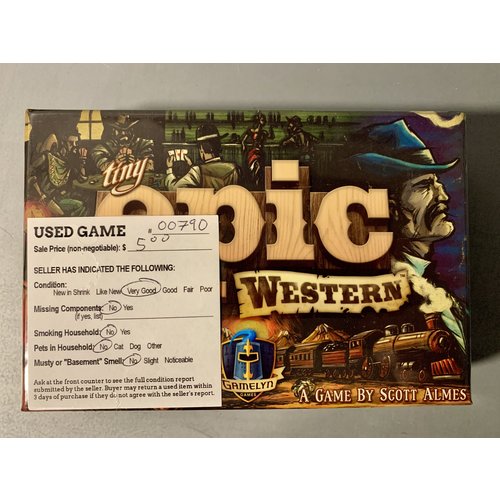 tiny
epic
WESTERN
USED GAME # 00790
Sale Price (non-negotiable): $ 5.00
SELLER HAS INDICATED THE FOLLOWING:
Condition:
New in Shrink Like New Very Good Good Fair Poor
Missing Components: No Yes
(if yes, list)
Smoking Household: No Yes
Pets in Household: No Cat Dog Other
Musty or "Basement" Smell: No Slight Noticeable
Ask at the front counter to see the full condition report
submitted by the seller. Buyer may return a used item within
3 days of purchase if they do not agree with the seller's report.
GAMELYN
GAMES
A GAME BY SCOTT ALMES